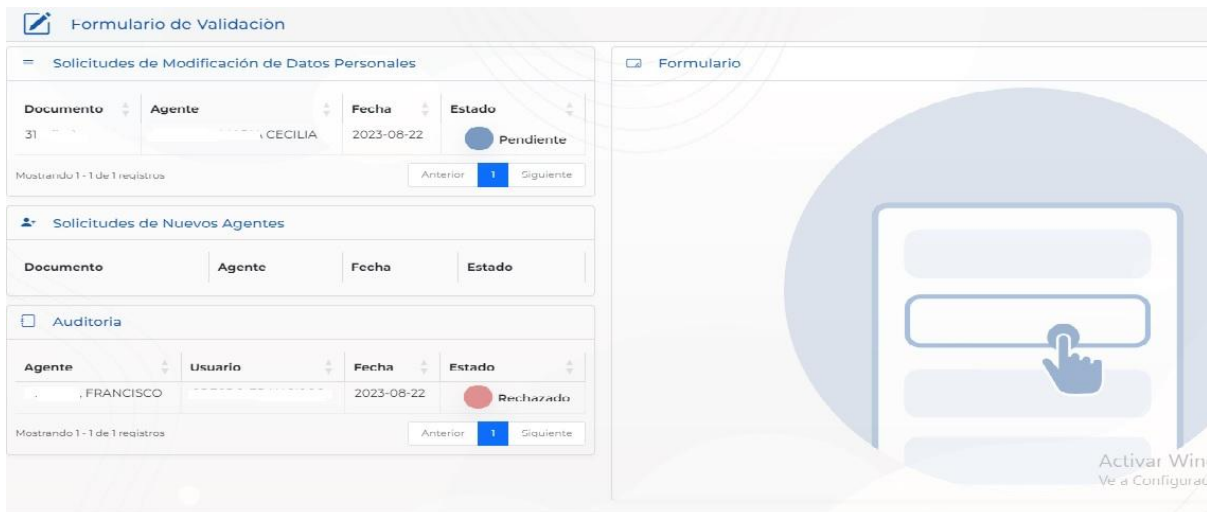 Formulario de Validación
Solicitudes de Modificación de Datos Personales
Documento Agente Fecha Estado
31 CECILIA 2023-08-22 Pendiente
Mostrando 1 - 1 de 1 registros Anterior 1 Siguiente
Solicitudes de Nuevos Agentes
Documento Agente Fecha Estado
Auditoria
Agente Usuario Fecha Estado
, FRANCISCO 2023-08-22 Rechazado
Mostrando 1 - 1 de 1 registros Anterior 1 Siguiente
Formulario
Activar Win
Ve a Configurac